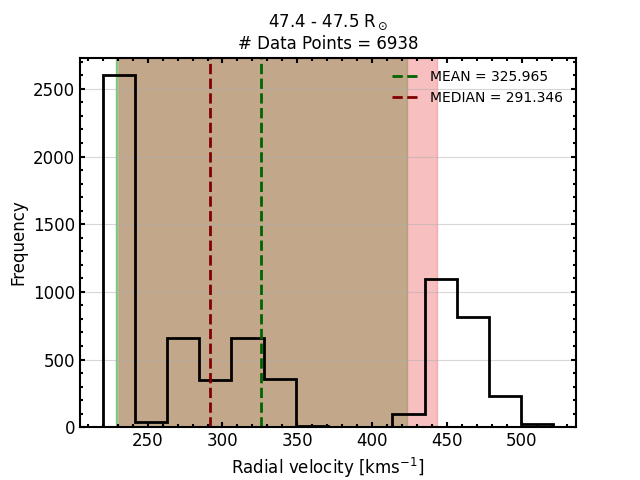 47.4 - 47.5 R⊙
# Data Points = 6938
MEAN = 325.965
MEDIAN = 291.346
Frequency
2500
2000
1500
1000
500
0
250 300 350 400 450 500
Radial velocity [kms⁻¹]